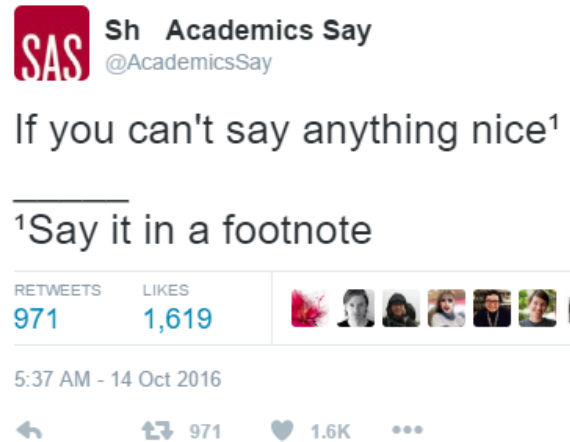 SAS
Sh Academics Say
@AcademicsSay
If you can't say anything nice¹
_____
¹Say it in a footnote
RETWEETS LIKES
971 1,619
5:37 AM - 14 Oct 2016
971 1.6K